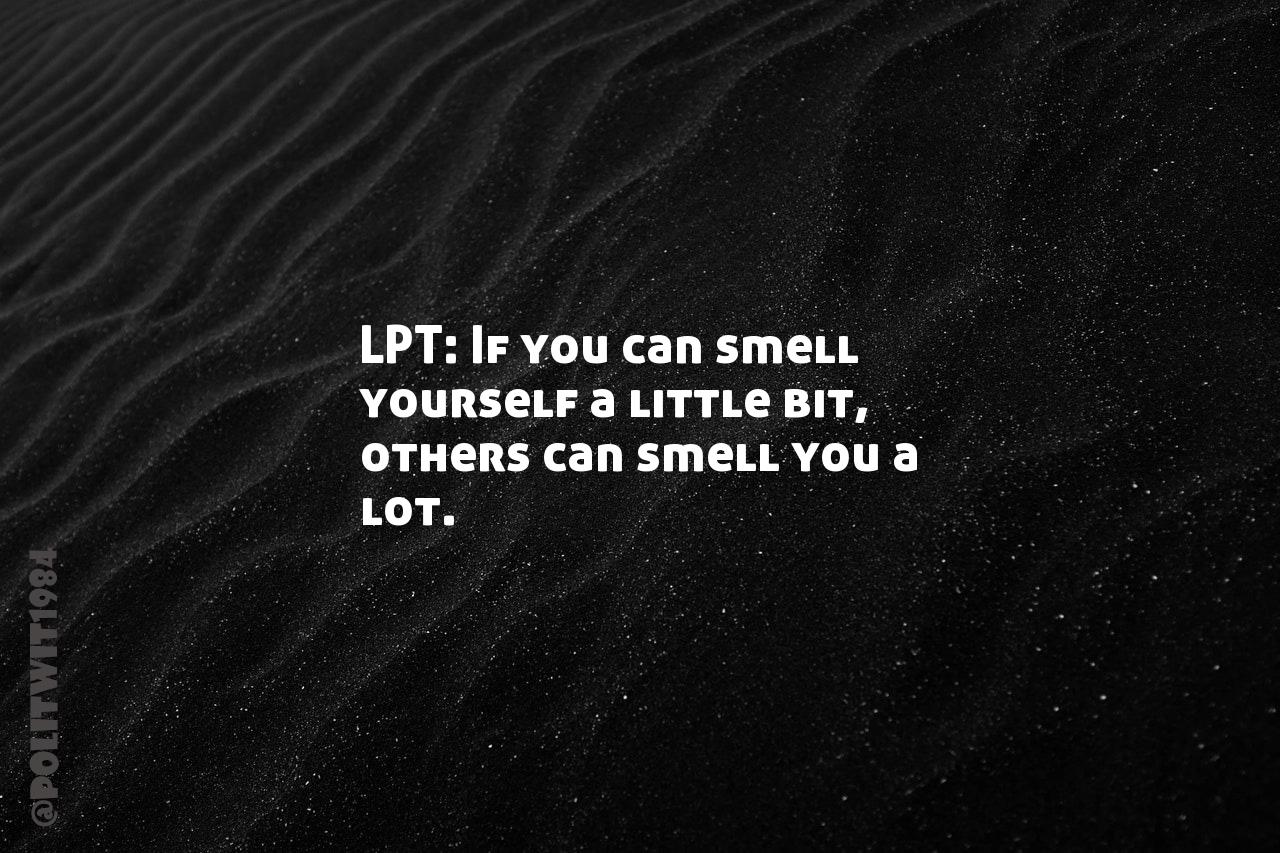 LPT: If you can smell
yourself a little bit,
others can smell you a
lot.
@POLITWIT1984